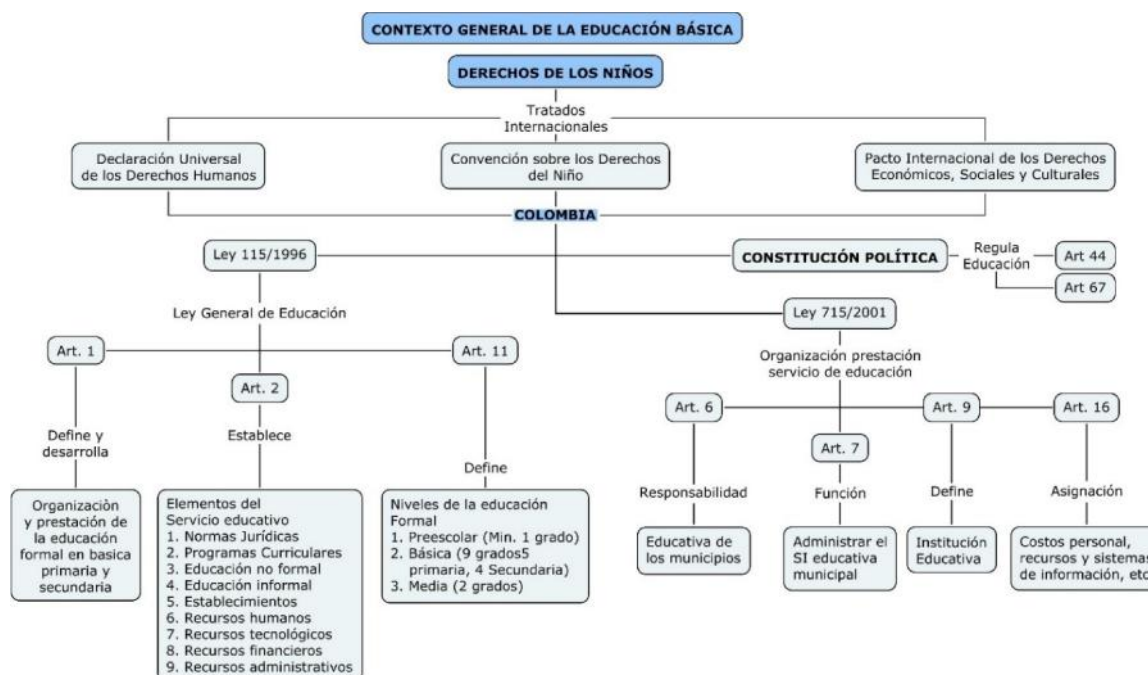 CONTEXTO GENERAL DE LA EDUCACIÓN BÁSICA
DERECHOS DE LOS NIÑOS
Tratados
Internacionales
Declaración Universal
de los Derechos Humanos
Convención sobre los Derechos
del Niño
Pacto Internacional de los Derechos
Económicos, Sociales y Culturales
COLOMBIA
Ley 115/1996
CONSTITUCIÓN POLÍTICA
Regula
Educación
Art 44
Art 67
Ley General de Educación
Ley 715/2001
Organización prestación
servicio de educación
Art. 1
Art. 2
Art. 11
Define y
desarrolla
Establece
Define
Organizaciòn
y prestación de
la educación
formal en basica
primaria y
secundaria
Elementos del
Servicio educativo
1. Normas Jurídicas
2. Programas Curriculares
3. Educación no formal
4. Educación informal
5. Establecimientos
6. Recursos humanos
7. Recursos tecnológicos
8. Recursos financieros
9. Recursos administrativos
Niveles de la educación
Formal
1. Preescolar (Min. 1 grado)
2. Básica (9 grados5
primaria, 4 Secundaria)
3. Media (2 grados)
Art. 6
Art. 7
Art. 9
Art. 16
Responsabilidad
Función
Define
Asignación
Educativa de
los municipios
Administrar el
SI educativa
municipal
Institución
Educativa
Costos personal,
recursos y sistemas
de información, etc